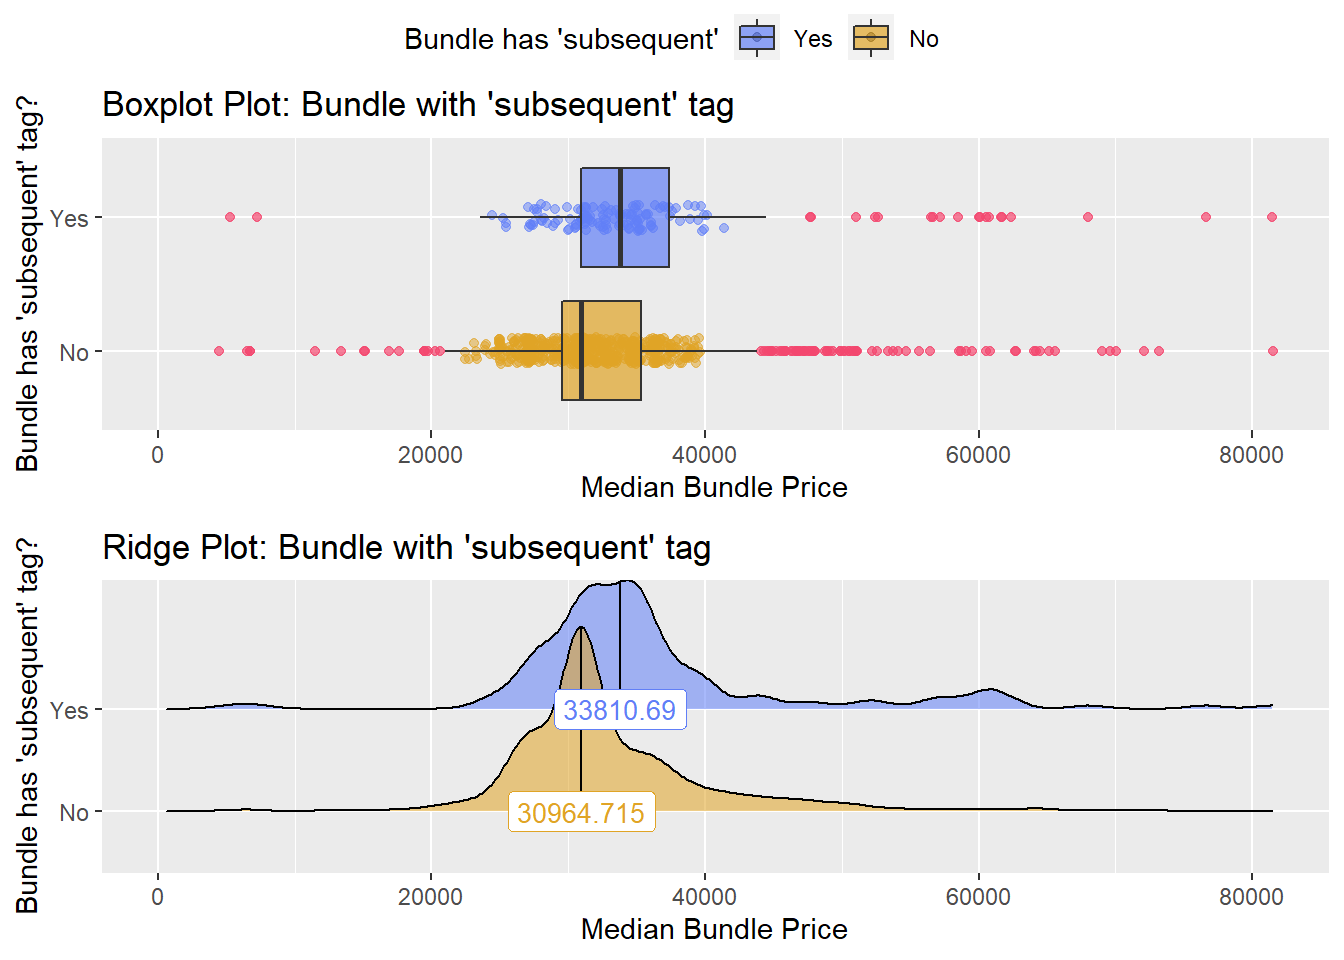 Bundle has 'subsequent' Yes No
Boxplot Plot: Bundle with 'subsequent' tag
Bundle has 'subsequent' tag?
Yes
No
0 20000 40000 60000 80000
Median Bundle Price
Ridge Plot: Bundle with 'subsequent' tag
Bundle has 'subsequent' tag?
Yes
33810.69
No
30964.715
0 20000 40000 60000 80000
Median Bundle Price